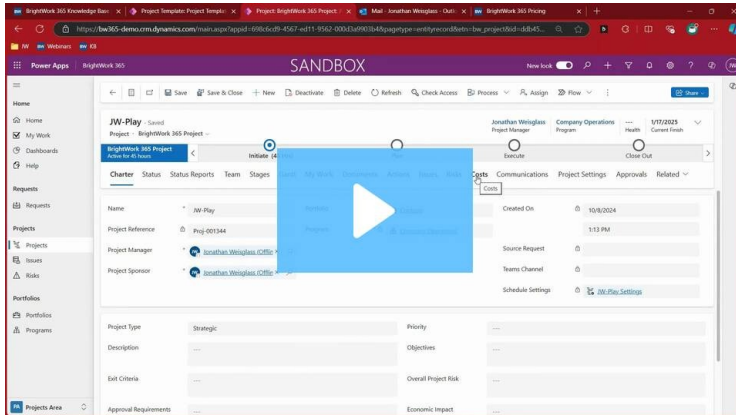 BrightWork 365 Knowledge Base
Project Template: Project Templat
Project: BrightWork 365 Project: J
Mail - Jonathan Weisglass - Outlo
BrightWork 365 Pricing
https://bw365-demo.crm.dynamics.com/main.aspx?appid=698c6cd9-4567-ed11-9562-000d3a9903b4&pagetype=entityrecord&etn=bw_project&id=ddb45...
IW
Webinars
KB
Power Apps
BrightWork 365
SANDBOX
New look
Save
Save & Close
New
Deactivate
Delete
Refresh
Check Access
Process
Assign
Flow
Share
Home
Home
My Work
Dashboards
Help
Requests
Requests
Projects
Projects
Issues
Risks
Portfolios
Portfolios
Programs
PA Projects Area
JW-Play - Saved
Project · BrightWork 365 Project
Jonathan Weisglass
Project Manager
Company Operations
Program
---
Health
1/17/2025
Current Finish
BrightWork 365 Project
Active for 45 hours
Initiate (4
Execute
Close Out
Charter Status Status Reports Team Stages
Costs Communications Project Settings Approvals Related
Costs
Name * JW-Play
Created On 10/8/2024
1:13 PM
Project Reference Proj-001344
Project Manager * Jonathan Weisglass (Offlin
Source Request
Project Sponsor * Jonathan Weisglass (Offlin
Teams Channel
Schedule Settings JW-Play Settings
Project Type Strategic
Priority ---
Description ---
Objectives ---
Exit Criteria ---
Overall Project Risk ---
Approval Requirements ---
Economic Impact ---